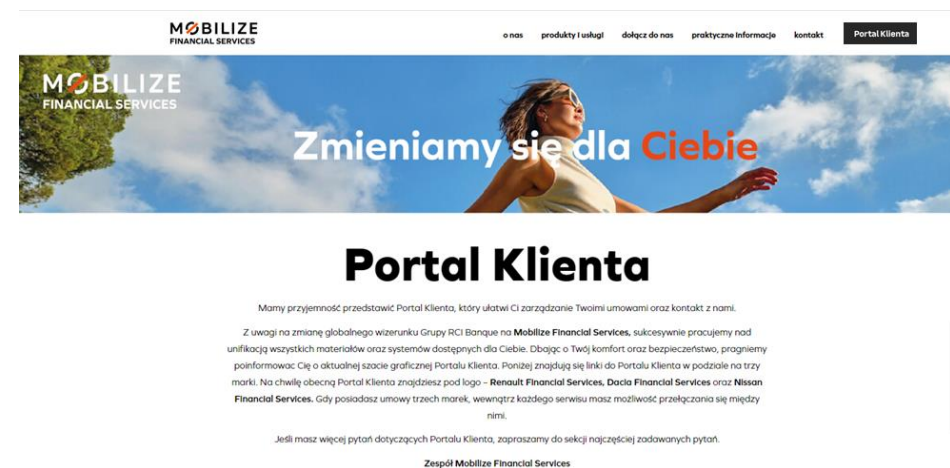 MOBILIZE
FINANCIAL SERVICES
o nas produkty i usługi dołącz do nas praktyczne informacje kontakt Portal Klienta
MOBILIZE
FINANCIAL SERVICES
Zmieniamy się dla Ciebie
Portal Klienta
Mamy przyjemność przedstawić Portal Klienta, który ułatwi Ci zarządzanie Twoimi umowami oraz kontakt z nami.
Z uwagi na zmianę globalnego wizerunku Grupy RCI Banque na Mobilize Financial Services, sukcesywnie pracujemy nad
unifikacją wszystkich materiałów oraz systemów dostępnych dla Ciebie. Dbając o Twój komfort oraz bezpieczeństwo, pragniemy
poinformowac Cię o aktualnej szacie graficznej Portalu Klienta. Poniżej znajdują się linki do Portalu Klienta w podziale na trzy
marki. Na chwilę obecną Portal Klienta znajdziesz pod logo – Renault Financial Services, Dacia Financial Services oraz Nissan
Financial Services. Gdy posiadasz umowy trzech marek, wewnątrz każdego serwisu masz możliwość przełączania się między
nimi.
Jeśli masz więcej pytań dotyczących Portalu Klienta, zapraszamy do sekcji najczęściej zadawanych pytań.
Zespół Mobilize Financial Services